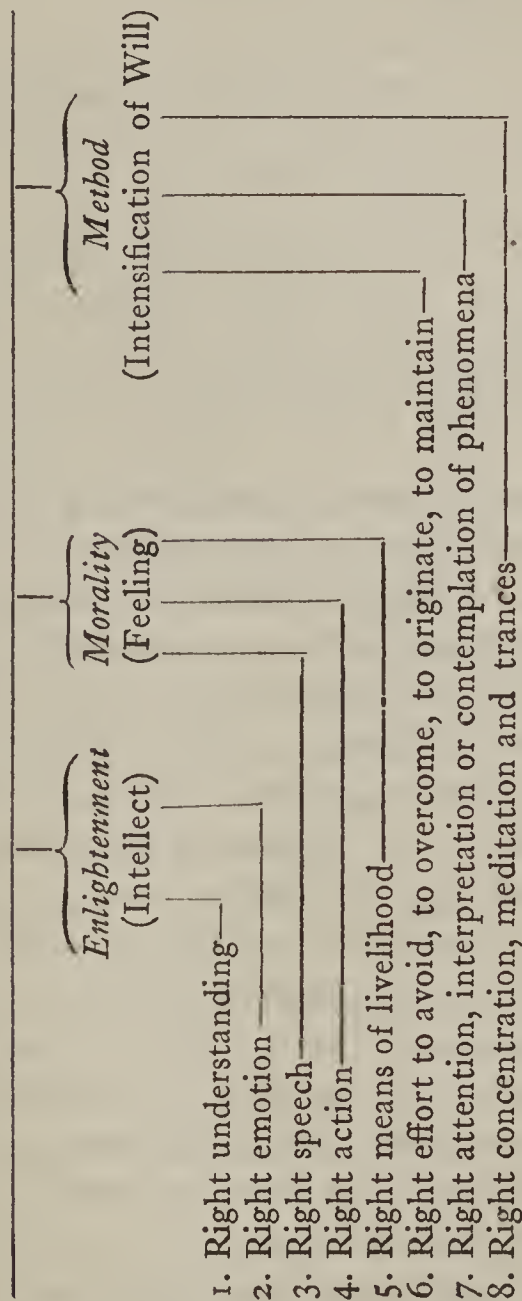 Enlightenment
(Intellect)
Morality
(Feeling)
Method
(Intensification of Will)
1. Right understanding
2. Right emotion
3. Right speech
4. Right action
5. Right means of livelihood
6. Right effort to avoid, to overcome, to originate, to maintain
7. Right attention, interpretation or contemplation of phenomena
8. Right concentration, meditation and trances